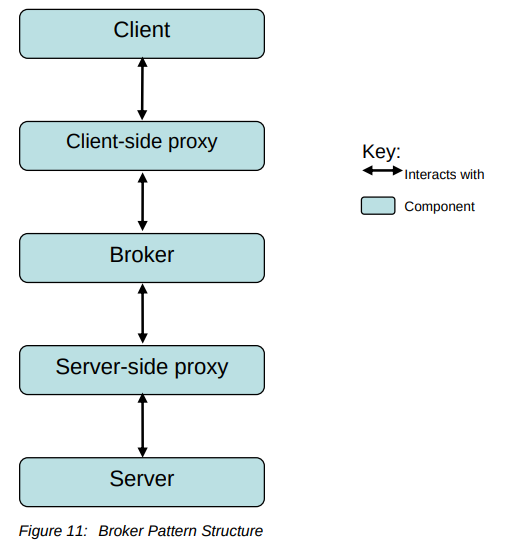 Client
Client-side proxy
Broker
Server-side proxy
Server
Key:
Interacts with
Component
Figure 11: Broker Pattern Structure